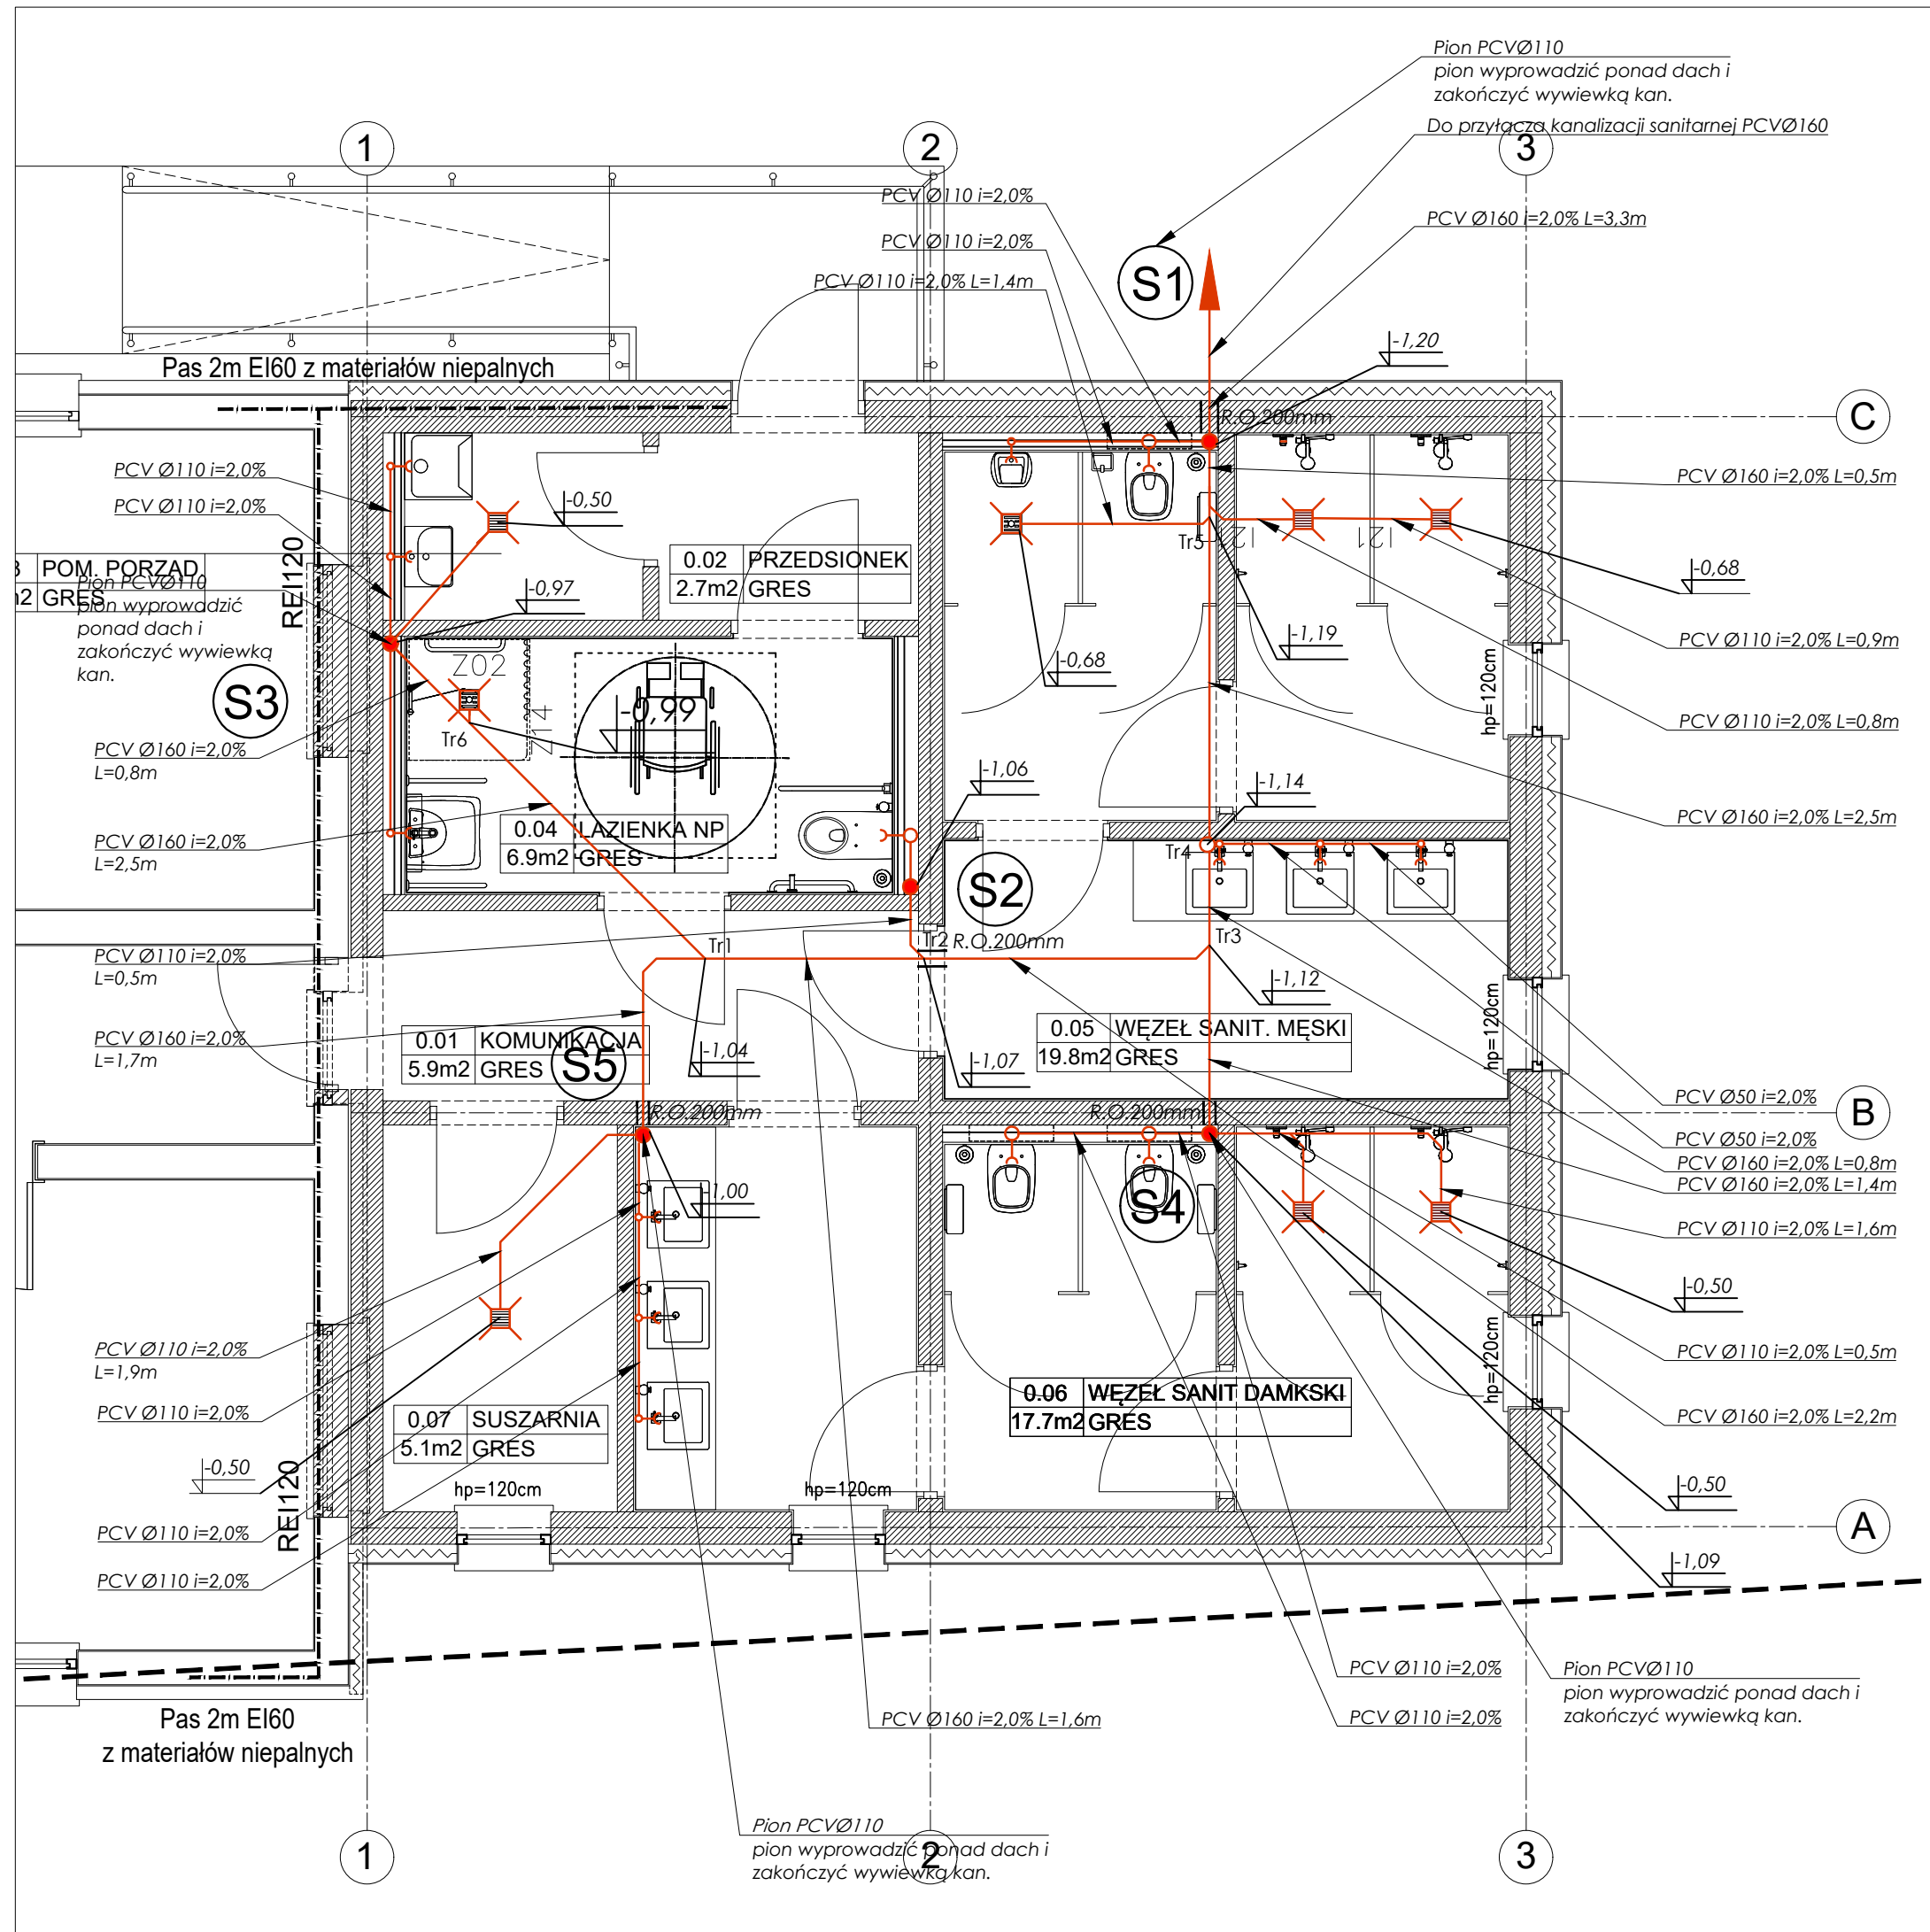 Pion PCVØ110
pion wyprowadzić ponad dach i
zakończyć wywiewką kan.
Do przyłącza kanalizacji sanitarnej PCVØ160
1
2
3
PCV Ø110 i=2,0%
PCV Ø110 i=2,0%
PCV Ø110 i=2,0% L=1,4m
PCV Ø160 i=2,0% L=3,3m
S1
-1,20
Pas 2m EI60 z materiałów niepalnych
R.O.200mm
C
PCV Ø110 i=2,0%
PCV Ø110 i=2,0%
-0,50
PCV Ø160 i=2,0% L=0,5m
Tr5
121
121
0.02 PRZEDSIONEK
2.7m2 GRES
3 POM. PORZĄD.
m2 GRES
REI120
Pion PCVØ110
pion wyprowadzić
ponad dach i
zakończyć wywiewką
kan.
-0,97
-0,68
-1,19
-0,68
PCV Ø110 i=2,0% L=0,9m
hp=120cm
S3
Z02
Z14
-0,99
Tr6
PCV Ø110 i=2,0% L=0,8m
PCV Ø160 i=2,0%
L=0,8m
-1,06
-1,14
PCV Ø160 i=2,0% L=2,5m
PCV Ø160 i=2,0%
L=2,5m
0.04 ŁAZIENKA NP
6.9m2 GRES
Tr4
S2
Tr1
Tr2
R.O.200mm
Tr3
PCV Ø110 i=2,0%
L=0,5m
-1,12
hp=120cm
PCV Ø160 i=2,0%
L=1,7m
0.01 KOMUNIKACJA
5.9m2 GRES
S5
-1,04
-1,07
0.05 WĘZEŁ SANIT. MĘSKI
19.8m2 GRES
PCV Ø50 i=2,0%
R.O.200mm
R.O.200mm
B
PCV Ø50 i=2,0%
PCV Ø160 i=2,0% L=0,8m
PCV Ø160 i=2,0% L=1,4m
-1,00
S4
PCV Ø110 i=2,0% L=1,6m
-0,50
PCV Ø110 i=2,0%
L=1,9m
hp=120cm
PCV Ø110 i=2,0% L=0,5m
PCV Ø110 i=2,0%
0.07 SUSZARNIA
5.1m2 GRES
0.06 WĘZEŁ SANIT DAMKSKI
17.7m2 GRES
PCV Ø160 i=2,0% L=2,2m
-0,50
REI120
hp=120cm
hp=120cm
-0,50
PCV Ø110 i=2,0%
A
PCV Ø110 i=2,0%
-1,09
Pas 2m EI60
z materiałów niepalnych
PCV Ø160 i=2,0% L=1,6m
PCV Ø110 i=2,0%
PCV Ø110 i=2,0%
Pion PCVØ110
pion wyprowadzić ponad dach i
zakończyć wywiewką kan.
Pion PCVØ110
pion wyprowadzić ponad dach i
zakończyć wywiewką kan.
1
2
3